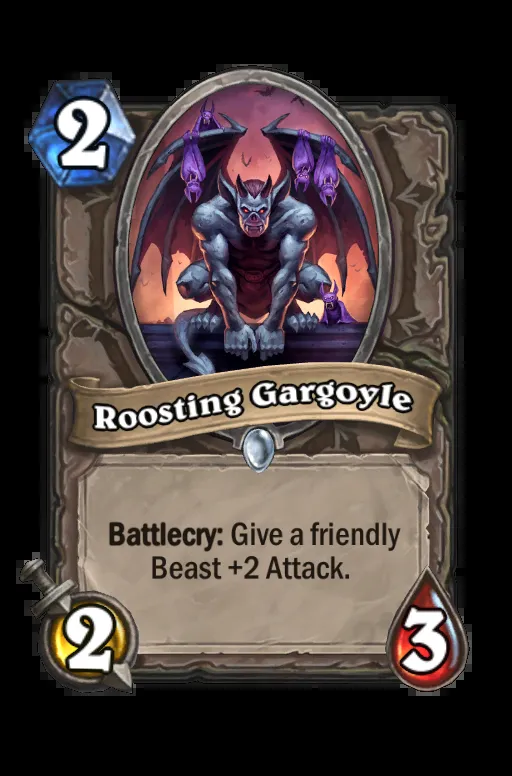 2
Roosting Gargoyle
Battlecry: Give a friendly
Beast +2 Attack.
2
3